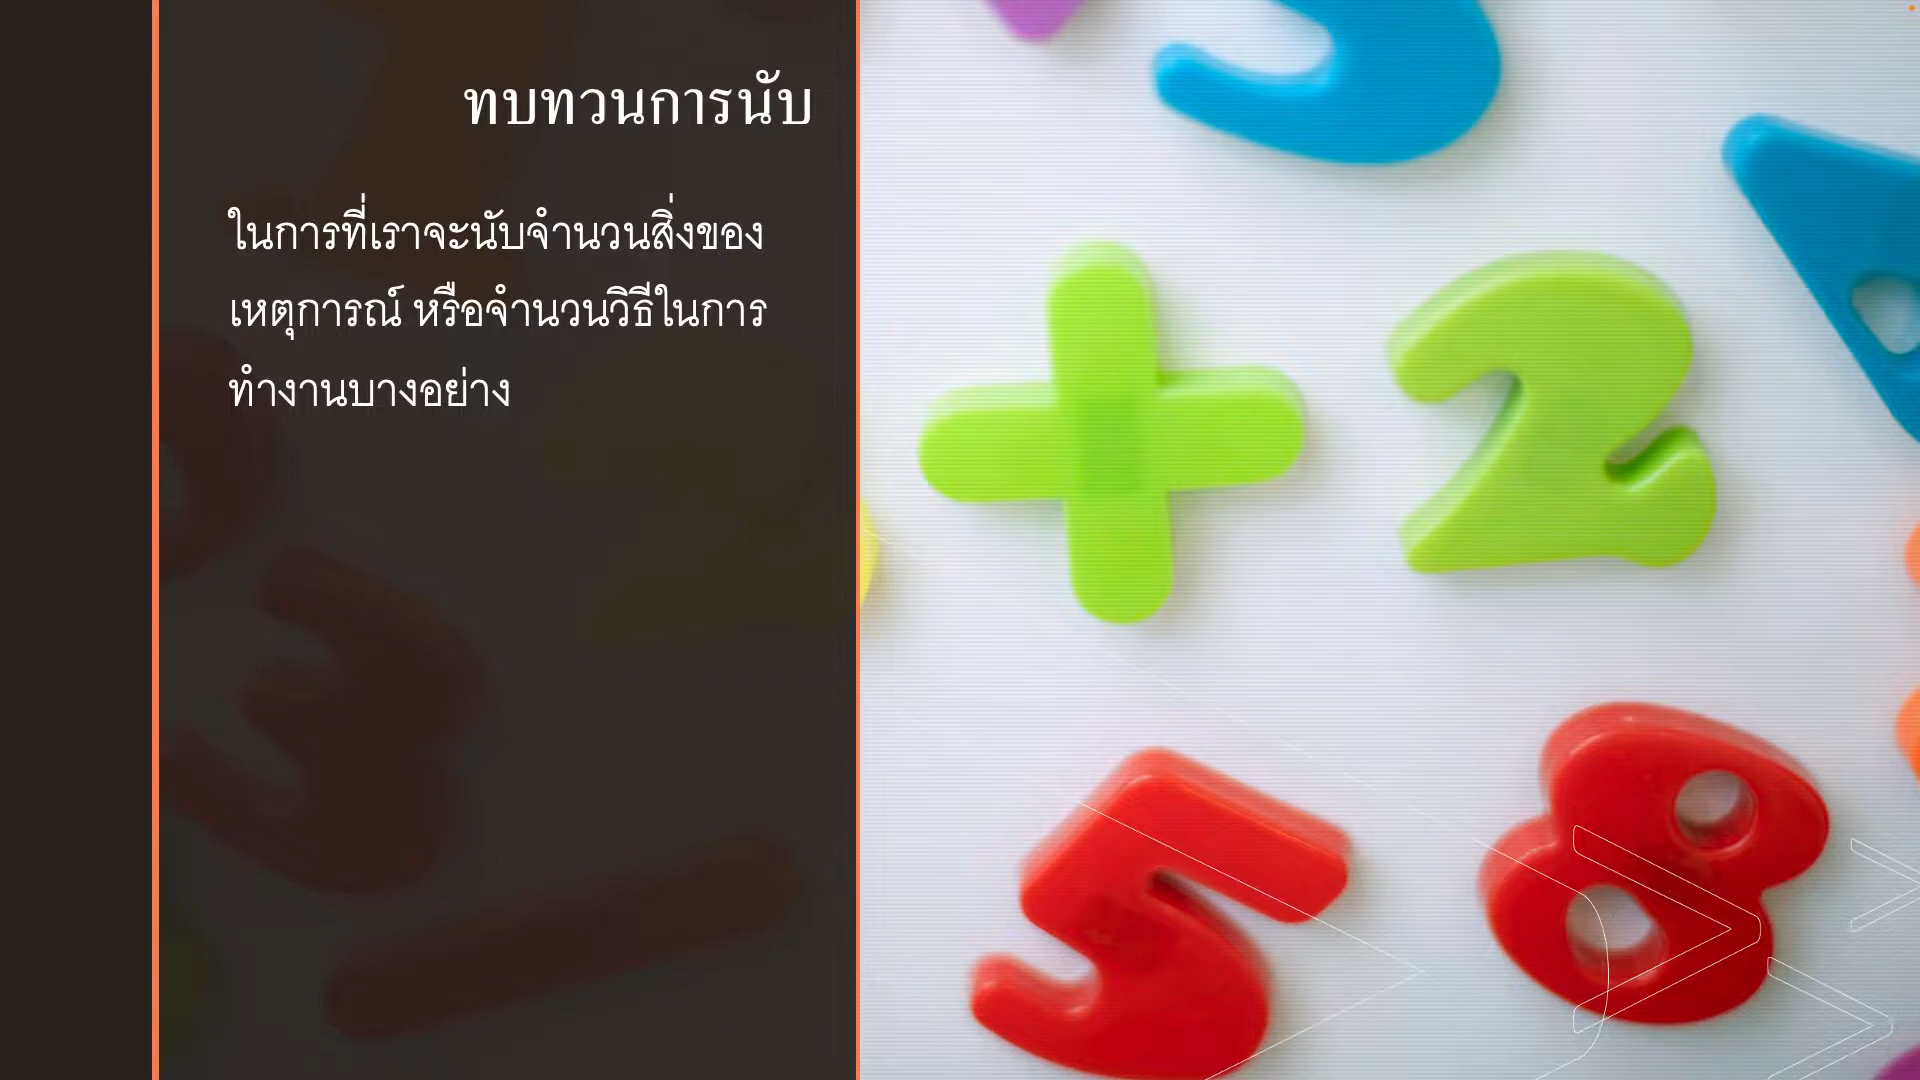 ทบทวนการนับ
ในการที่เราจะนับจำนวนสิ่งของ
เหตุการณ์ หรือจำนวนวิธีในการ
ทำงานบางอย่าง
+ 2
5 8